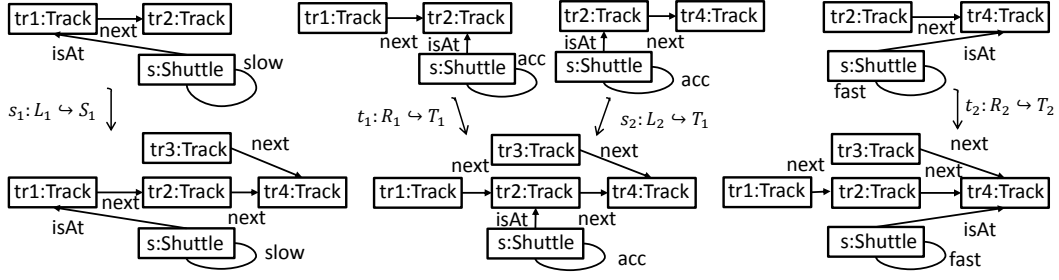 tr1:Track
tr2:Track
next
isAt
s:Shuttle
slow
tr1:Track
tr2:Track
next
isAt
s:Shuttle
acc
tr2:Track
tr4:Track
isAt
next
s:Shuttle
acc
tr2:Track
tr4:Track
next
isAt
s:Shuttle
fast
s₁: L₁ ↪ S₁
t₁: R₁ ↪ T₁
s₂: L₂ ↪ T₁
t₂: R₂ ↪ T₂
tr3:Track
next
tr1:Track
tr2:Track
tr4:Track
next
next
isAt
s:Shuttle
slow
tr3:Track
next
next
tr1:Track
tr2:Track
tr4:Track
isAt
next
s:Shuttle
acc
tr3:Track
next
next
next
tr1:Track
tr2:Track
tr4:Track
isAt
s:Shuttle
fast